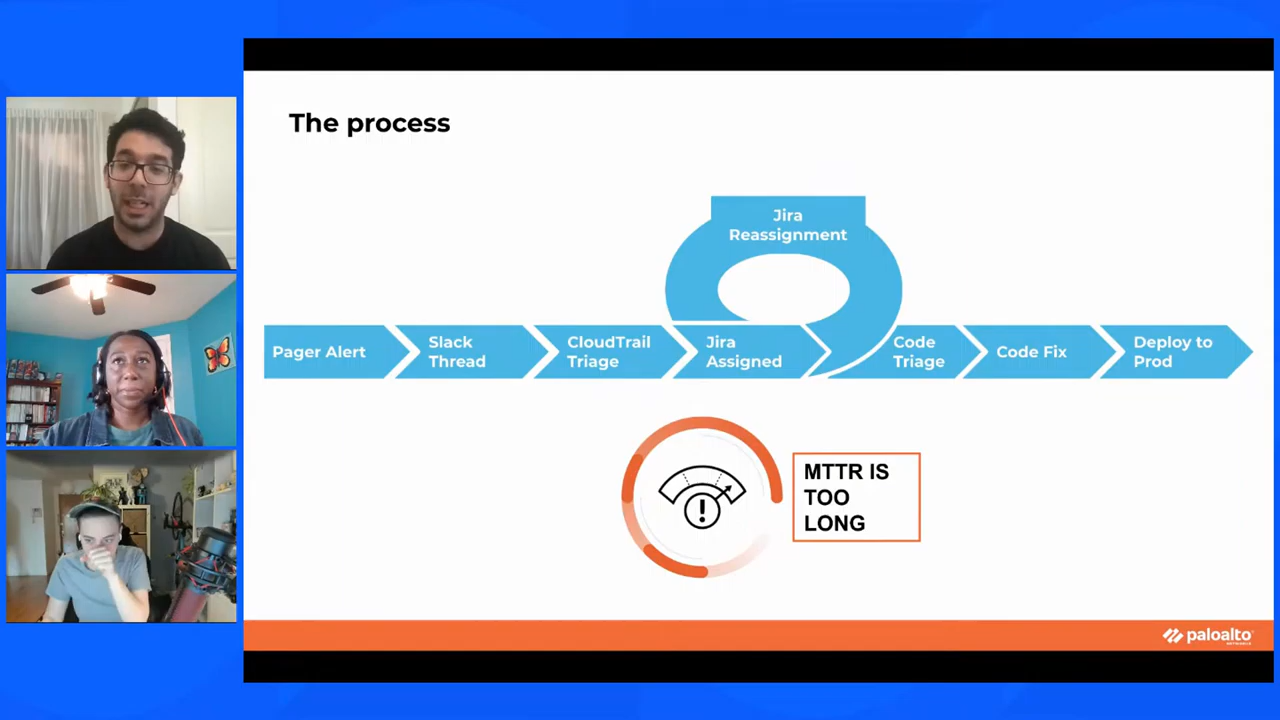 The process
Jira
Reassignment
Pager Alert
Slack
Thread
CloudTrail
Triage
Jira
Assigned
Code
Triage
Code Fix
Deploy to
Prod
MTTR IS
TOO
LONG
paloalto
NETWORKS